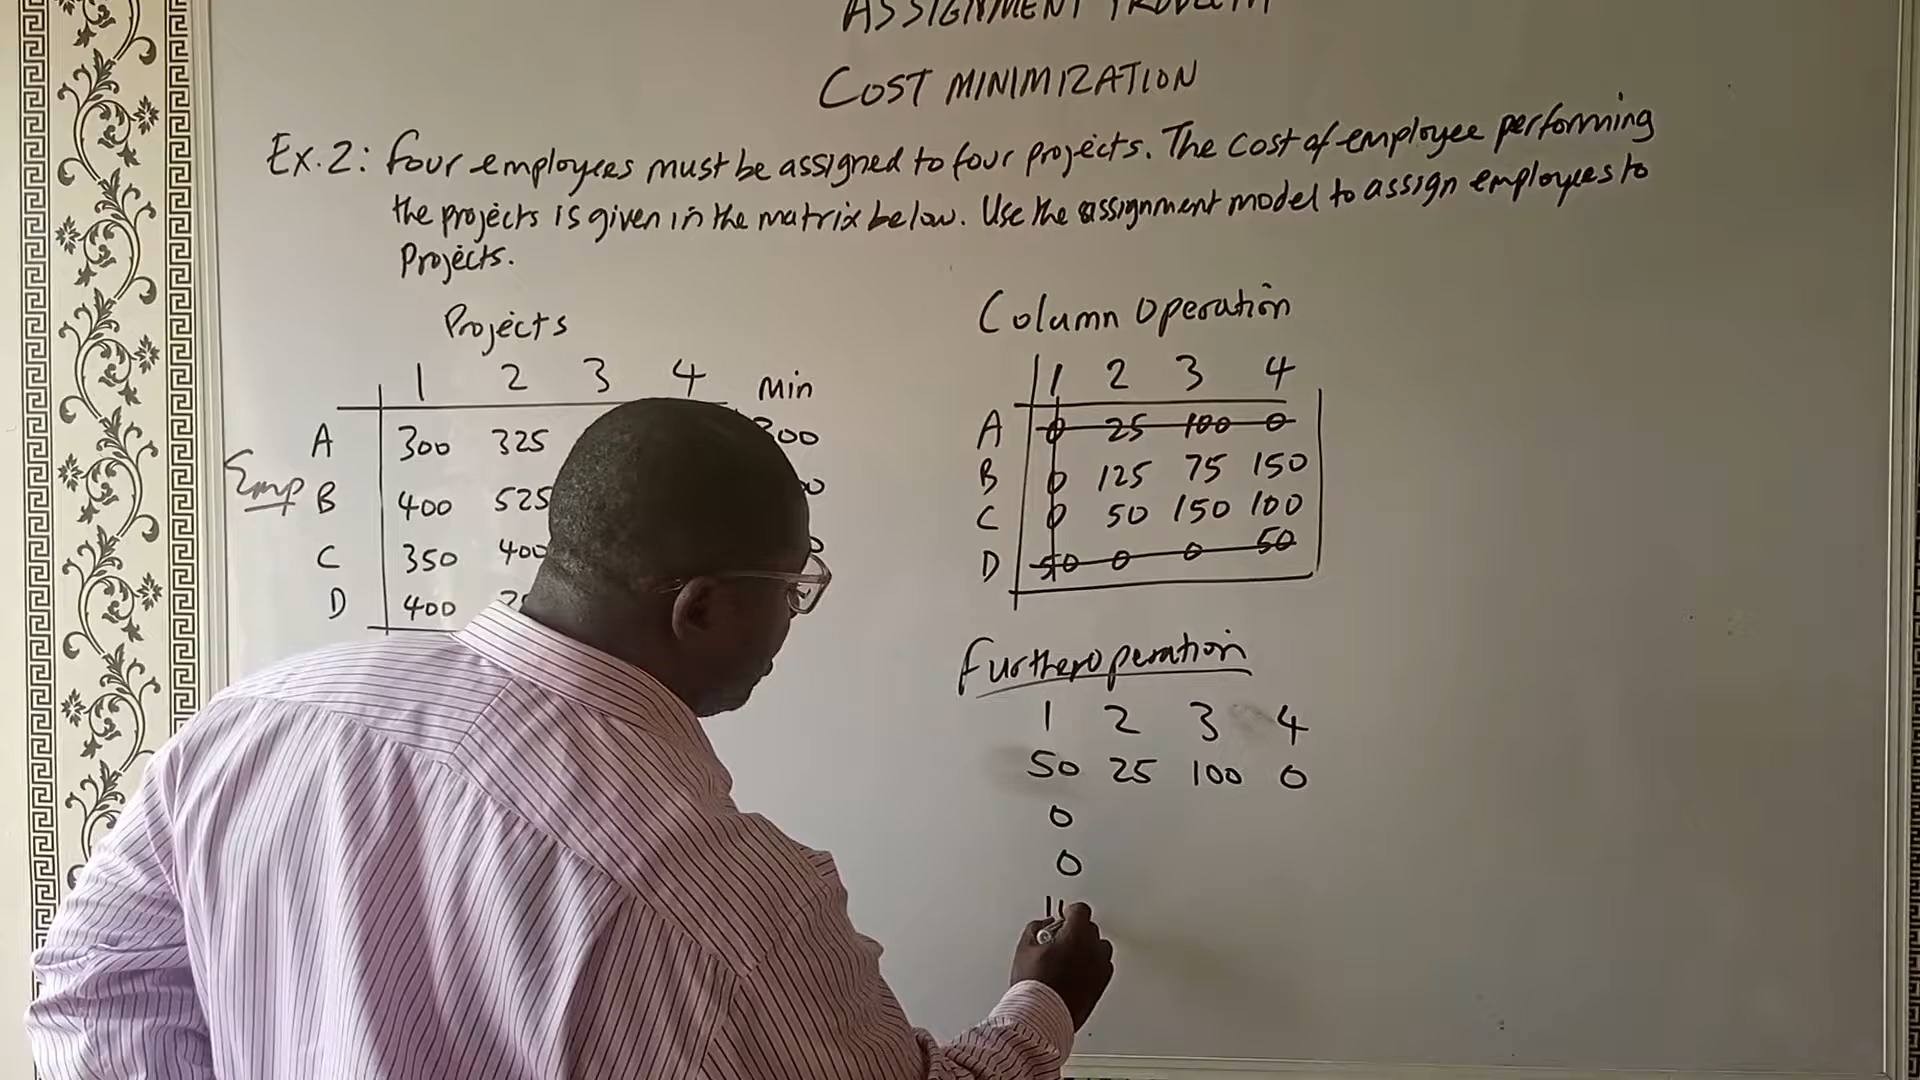 ASSIGNMENT PROBLEM
COST MINIMIZATION
Ex.2: Four employees must be assigned to four projects. The cost of employee performing
the projects is given in the matrix below. Use the assignment model to assign employees to
Projects.
Projects
1 2 3 4 Min
A 300 325 300
Emp B 400 525
C 350 400
D 400
Column Operation
1 2 3 4
A 0 25 100 0
B 0 125 75 150
C 0 50 150 100
D 50 0 0 50
Further Operation
1 2 3 4
50 25 100 0
0
0